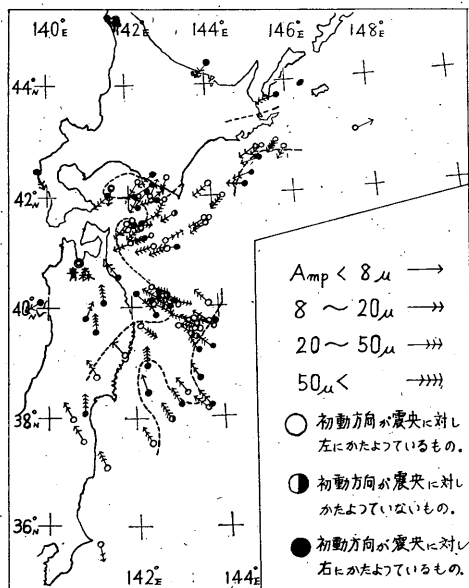 140°E 142°E 144°E 146°E 148°E
44°N
42°N
青森
40°N
38°N
36°N
142°E 144°E
Amp < 8μ
8 ~ 20μ
20 ~ 50μ
50μ<
初動方向が震央に対し
左にかたよつているもの。
初動方向が震央に対し
かたよつていないもの。
初動方向が震央に対し
右にかたよつているもの。